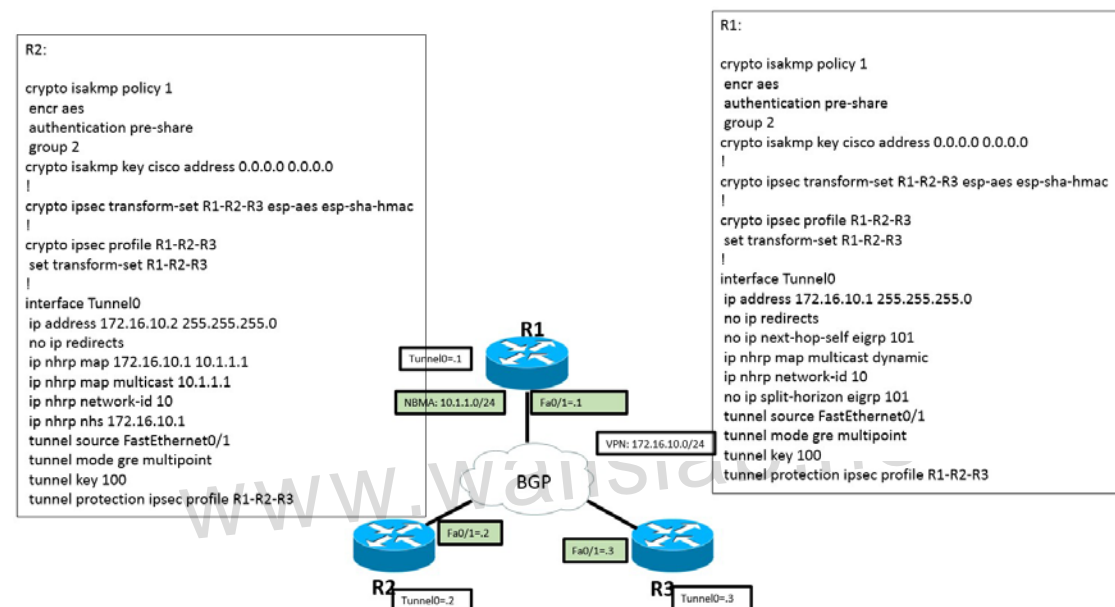 R2:
crypto isakmp policy 1
encr aes
authentication pre-share
group 2
crypto isakmp key cisco address 0.0.0.0 0.0.0.0
!
crypto ipsec transform-set R1-R2-R3 esp-aes esp-sha-hmac
!
crypto ipsec profile R1-R2-R3
set transform-set R1-R2-R3
!
interface Tunnel0
ip address 172.16.10.2 255.255.255.0
no ip redirects
ip nhrp map 172.16.10.1 10.1.1.1
ip nhrp map multicast 10.1.1.1
ip nhrp network-id 10
ip nhrp nhs 172.16.10.1
tunnel source FastEthernet0/1
tunnel mode gre multipoint
tunnel key 100
tunnel protection ipsec profile R1-R2-R3
R1:
crypto isakmp policy 1
encr aes
authentication pre-share
group 2
crypto isakmp key cisco address 0.0.0.0 0.0.0.0
!
crypto ipsec transform-set R1-R2-R3 esp-aes esp-sha-hmac
!
crypto ipsec profile R1-R2-R3
set transform-set R1-R2-R3
!
interface Tunnel0
ip address 172.16.10.1 255.255.255.0
no ip redirects
no ip next-hop-self eigrp 101
ip nhrp map multicast dynamic
ip nhrp network-id 10
no ip split-horizon eigrp 101
tunnel source FastEthernet0/1
tunnel mode gre multipoint
tunnel key 100
tunnel protection ipsec profile R1-R2-R3
R1
Tunnel0=.1
NBMA: 10.1.1.0/24
Fa0/1=.1
VPN: 172.16.10.0/24
BGP
Fa0/1=.2
Fa0/1=.3
R2
Tunnel0=.2
R3
Tunnel0=.3